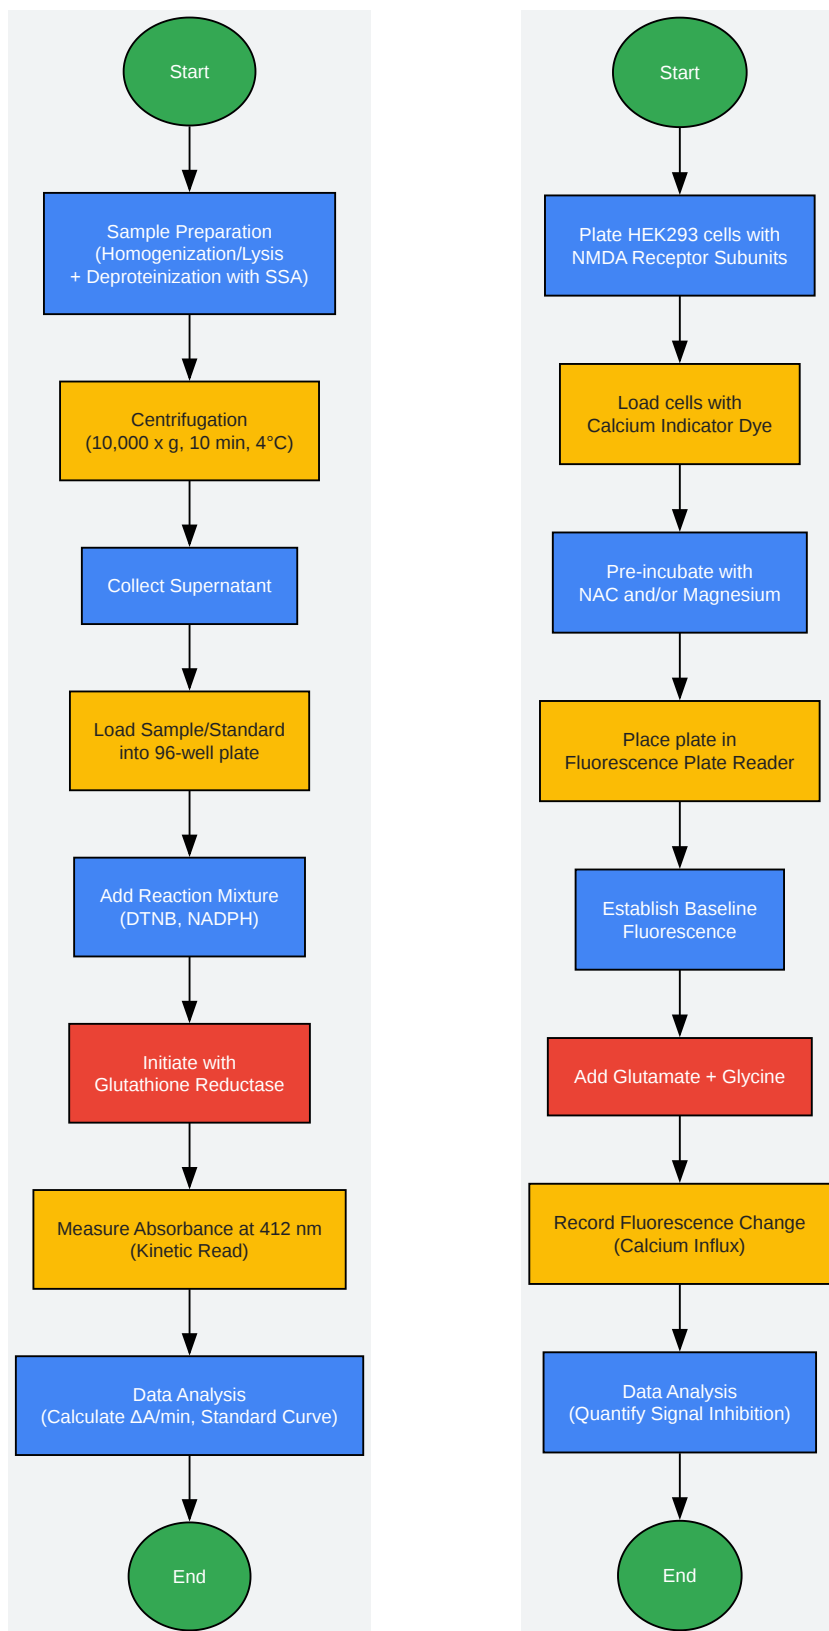 Start
Sample Preparation
(Homogenization/Lysis
+ Deproteinization with SSA)
Centrifugation
(10,000 x g, 10 min, 4°C)
Collect Supernatant
Load Sample/Standard
into 96-well plate
Add Reaction Mixture
(DTNB, NADPH)
Initiate with
Glutathione Reductase
Measure Absorbance at 412 nm
(Kinetic Read)
Data Analysis
(Calculate ΔA/min, Standard Curve)
End
Start
Plate HEK293 cells with
NMDA Receptor Subunits
Load cells with
Calcium Indicator Dye
Pre-incubate with
NAC and/or Magnesium
Place plate in
Fluorescence Plate Reader
Establish Baseline
Fluorescence
Add Glutamate + Glycine
Record Fluorescence Change
(Calcium Influx)
Data Analysis
(Quantify Signal Inhibition)
End